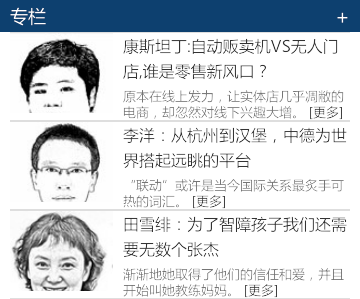 专栏 +
康斯坦丁:自动贩卖机VS无人门
店,谁是零售新风口？
原本在线上发力，让实体店几乎凋敝的
电商，却忽然对线下兴趣大增。 [更多]
李洋：从杭州到汉堡，中德为世
界搭起远眺的平台
“联动”或许是当今国际关系最炙手可
热的词汇。 [更多]
田雪绯：为了智障孩子我们还需
要无数个张杰
渐渐地她取得了他们的信任和爱，并且
开始叫她教练妈妈。 [更多]